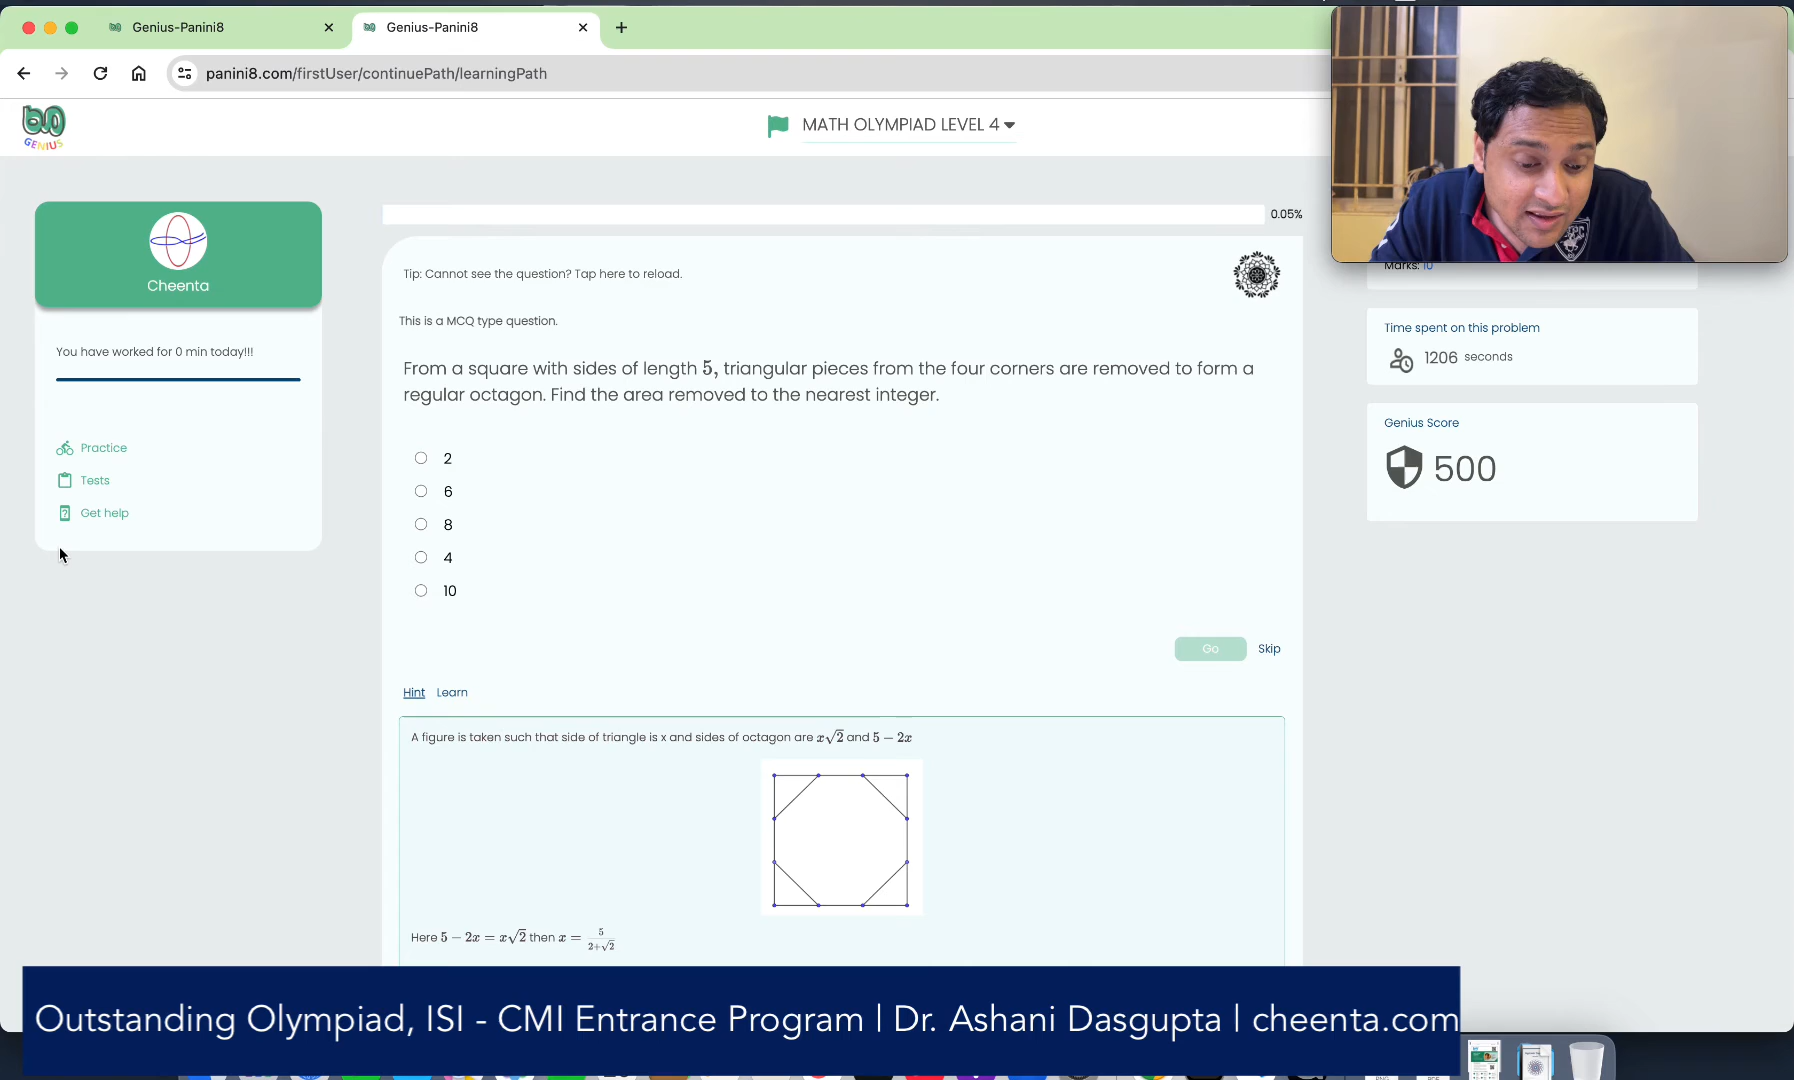 Genius-Panini8
Genius-Panini8
panini8.com/firstUser/continuePath/learningPath
GENIUS
MATH OLYMPIAD LEVEL 4
0.05%
Cheenta
You have worked for 0 min today!!!
Practice
Tests
Get help
Tip: Cannot see the question? Tap here to reload.
This is a MCQ type question.
From a square with sides of length 5, triangular pieces from the four corners are removed to form a
regular octagon. Find the area removed to the nearest integer.
2
6
8
4
10
Go Skip
Hint Learn
A figure is taken such that side of triangle is x and sides of octagon are x√2 and 5 − 2x
Here 5 − 2x = x√2 then x = 5/(2+√2)
Marks: 10
Time spent on this problem
1206 seconds
Genius Score
500
Outstanding Olympiad, ISI - CMI Entrance Program | Dr. Ashani Dasgupta | cheenta.com